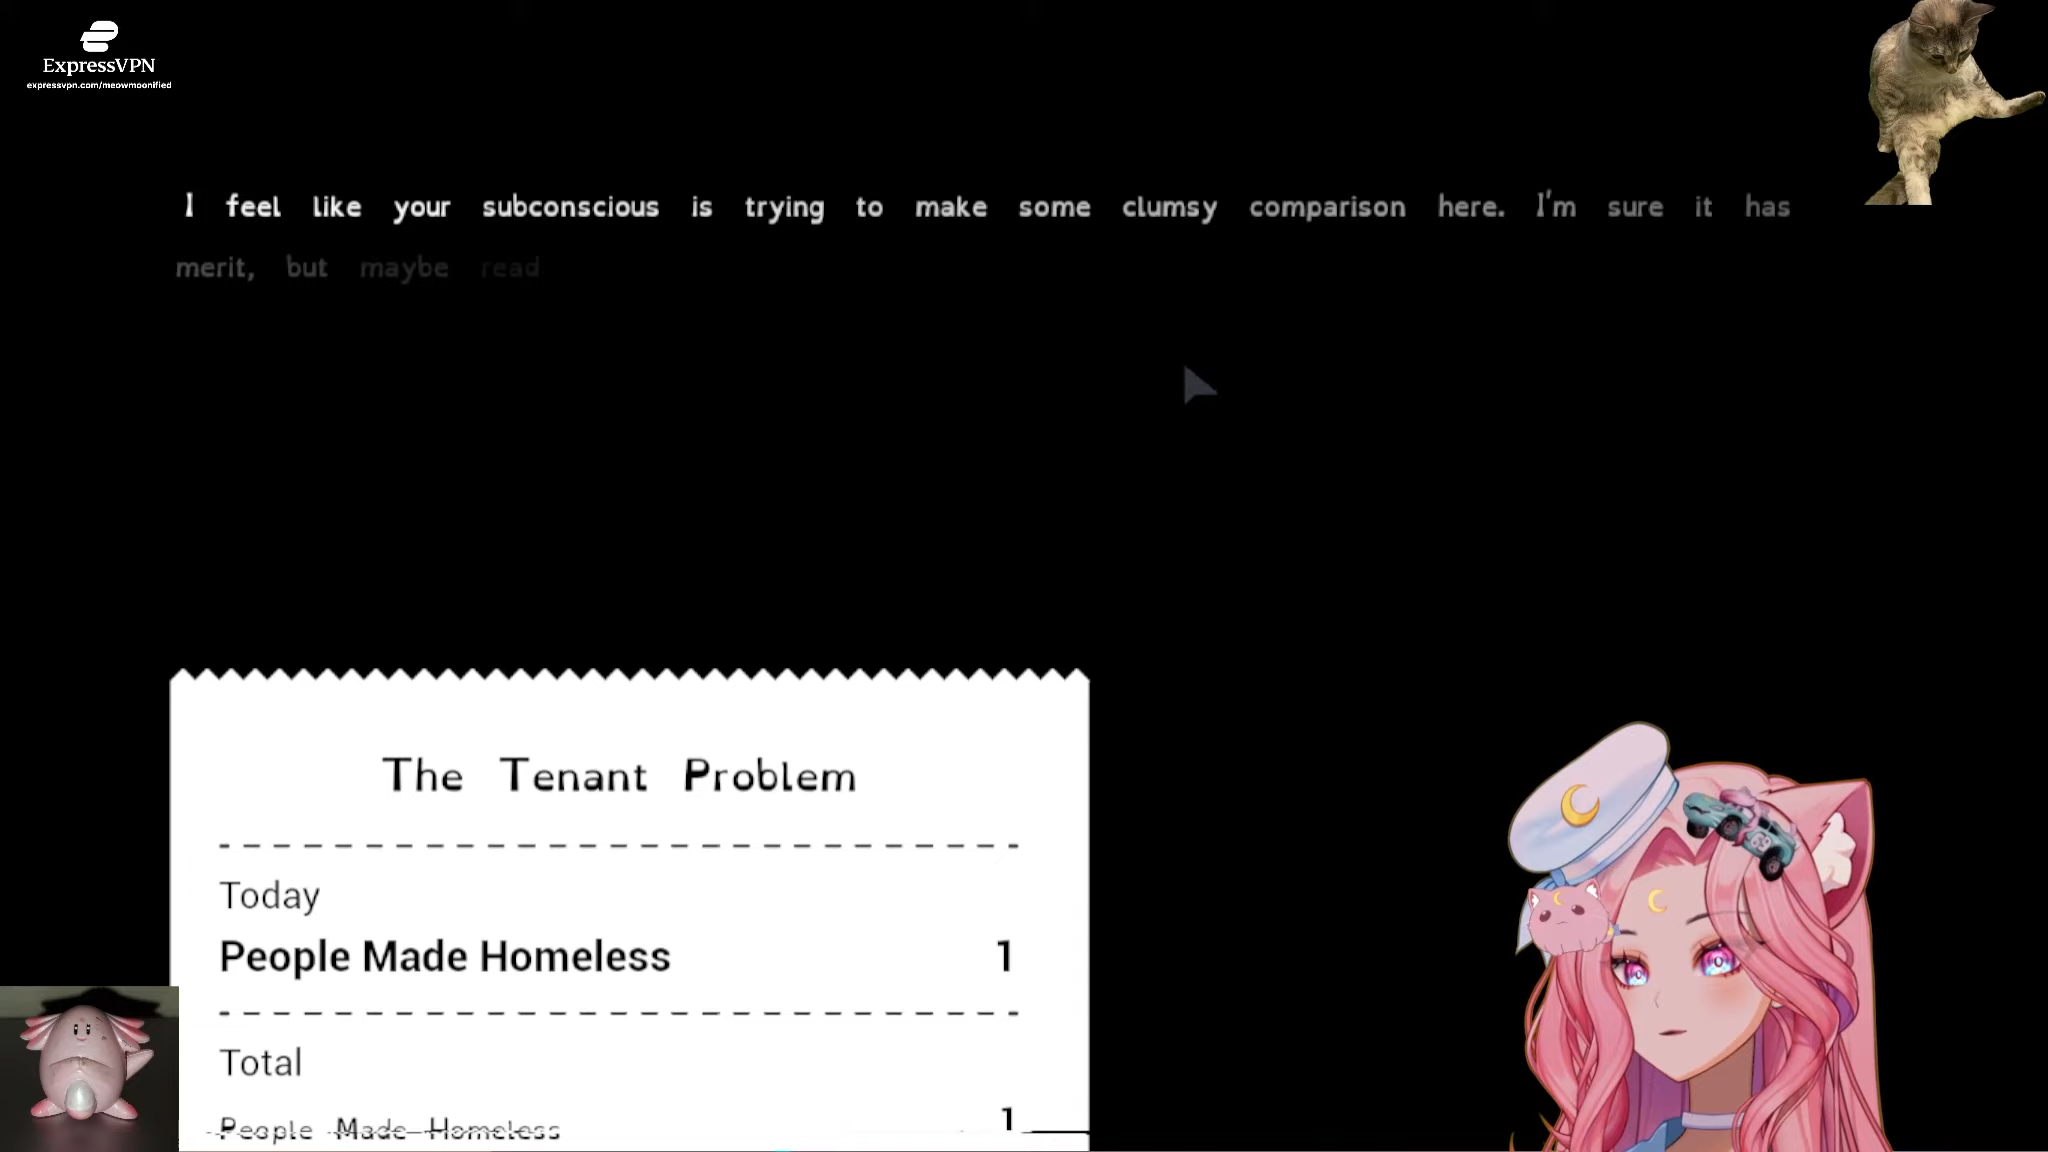 ExpressVPN
expressvpn.com/meowmoonified
I feel like your subconscious is trying to make some clumsy comparison here. I'm sure it has
merit, but maybe read
The Tenant Problem
Today
People Made Homeless 1
Total
People Made Homeless 1